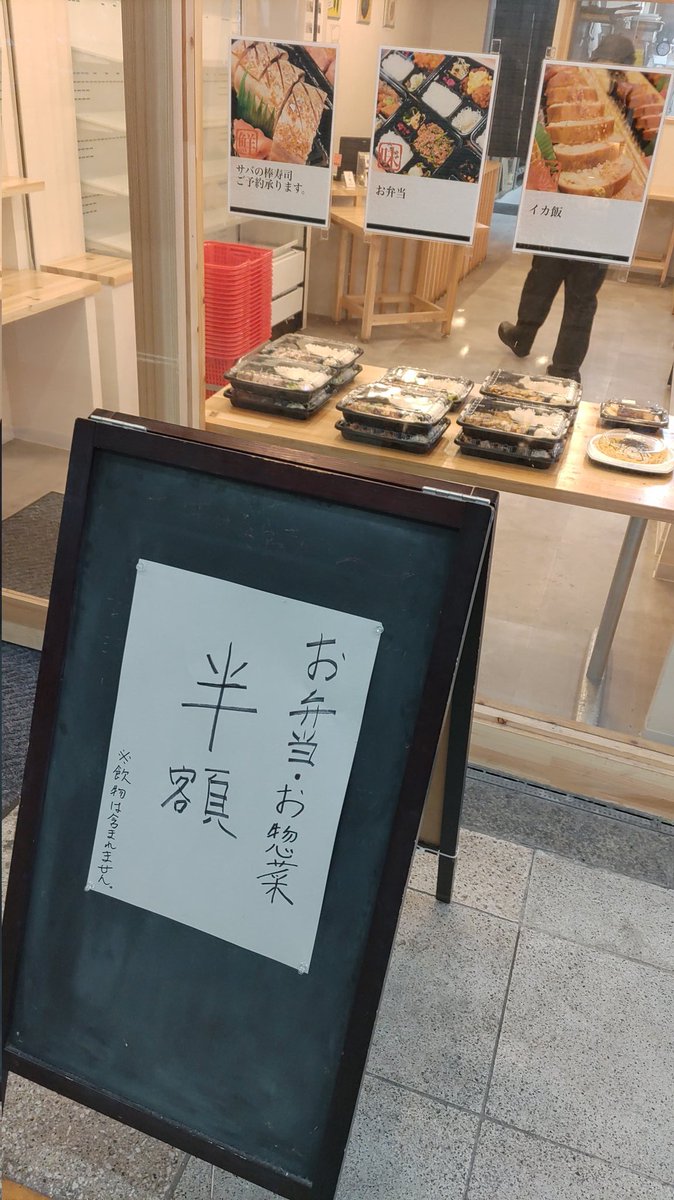 サバの棒寿司
ご予約承ります。
お弁当
イカ飯
お弁当・お惣菜
半額
※飲物は含まれません。